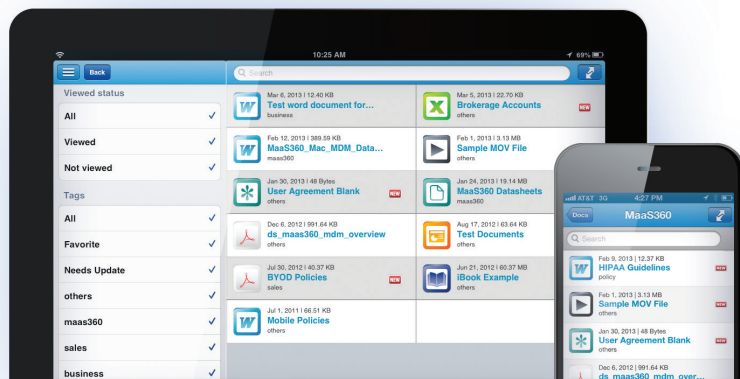 10:25 AM
69%
Back
Search
Viewed status
All
Viewed
Not viewed
Tags
All
Favorite
Needs Update
others
maas360
sales
business
Mar 6, 2013 | 12.40 KB
Test word document for...
business
Mar 5, 2013 | 22.70 KB
Brokerage Accounts
others
NEW
Feb 12, 2013 | 389.59 KB
MaaS360_Mac_MDM_Data...
maas360
Feb 1, 2013 | 3.13 MB
Sample MOV File
others
Jan 30, 2013 | 48 Bytes
User Agreement Blank
others
NEW
Jan 24, 2013 | 19.14 MB
MaaS360 Datasheets
maas360
Dec 6, 2012 | 991.64 KB
ds_maas360_mdm_overview
others
Aug 17, 2012 | 63.64 KB
Test Documents
others
Jul 30, 2012 | 40.37 KB
BYOD Policies
sales
NEW
Jun 21, 2012 | 60.37 MB
iBook Example
others
Jul 1, 2011 | 66.51 KB
Mobile Policies
others
AT&T 3G 4:27 PM
Docs
MaaS360
Search
Feb 9, 2013 | 12.37 KB
HIPAA Guidelines
policy
NEW
Feb 1, 2013 | 3.13 MB
Sample MOV File
others
NEW
Jan 30, 2013 | 48 Bytes
User Agreement Blank
others
NEW
Dec 6, 2012 | 991.64 KB
ds_maas360_mdm_over...
NEW